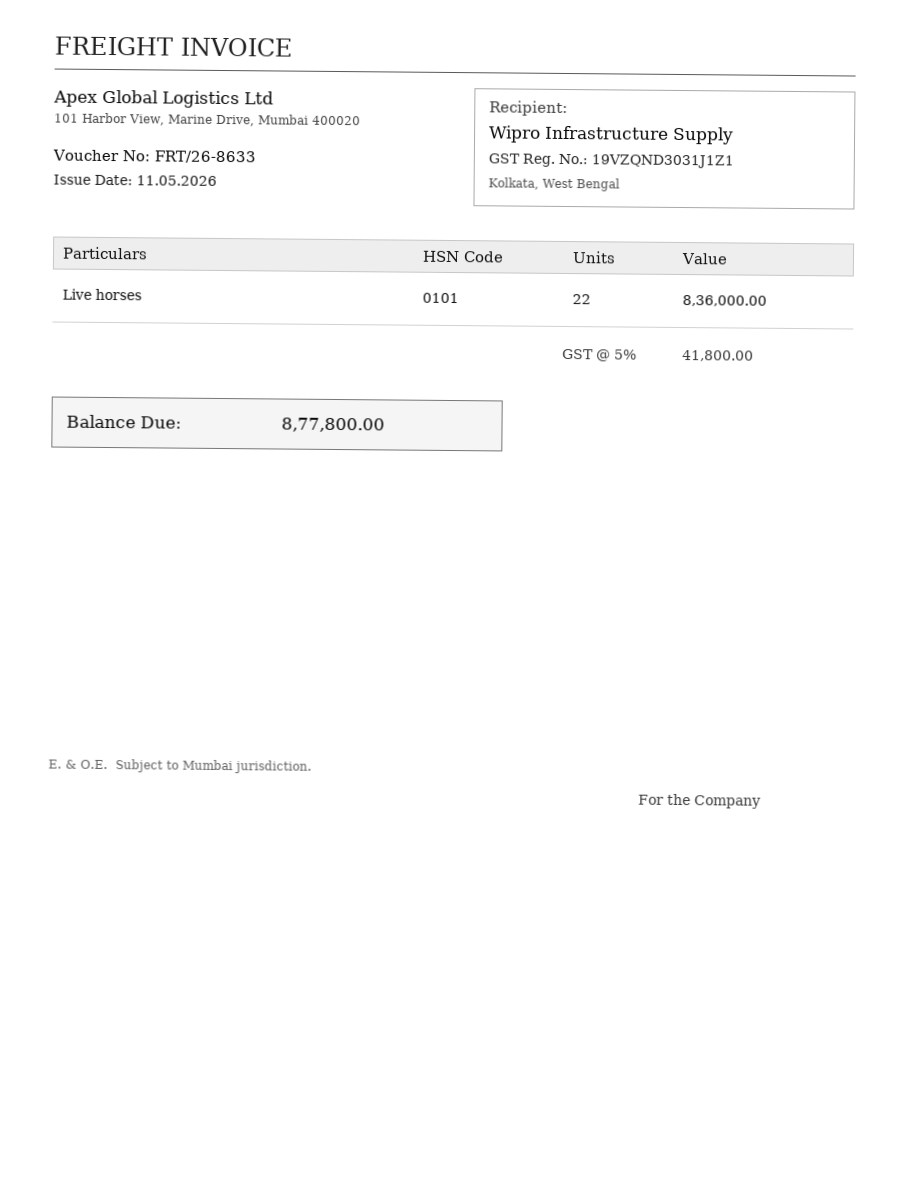 FREIGHT INVOICE
Apex Global Logistics Ltd
101 Harbor View, Marine Drive, Mumbai 400020
Voucher No: FRT/26-8633
Issue Date: 11.05.2026
Recipient:
Wipro Infrastructure Supply
GST Reg. No.: 19VZQND3031J1Z1
Kolkata, West Bengal
Particulars HSN Code Units Value
Live horses 0101 22 8,36,000.00
GST @ 5% 41,800.00
Balance Due: 8,77,800.00
E. & O.E. Subject to Mumbai jurisdiction.
For the Company